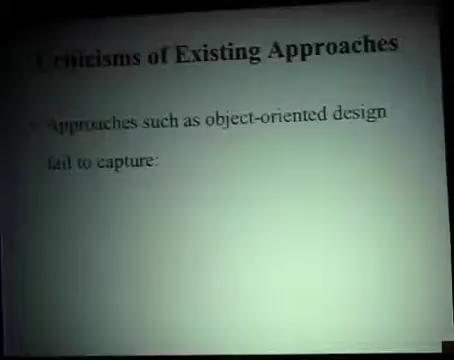 Criticisms of Existing Approaches
Approaches such as object-oriented design
fail to capture: